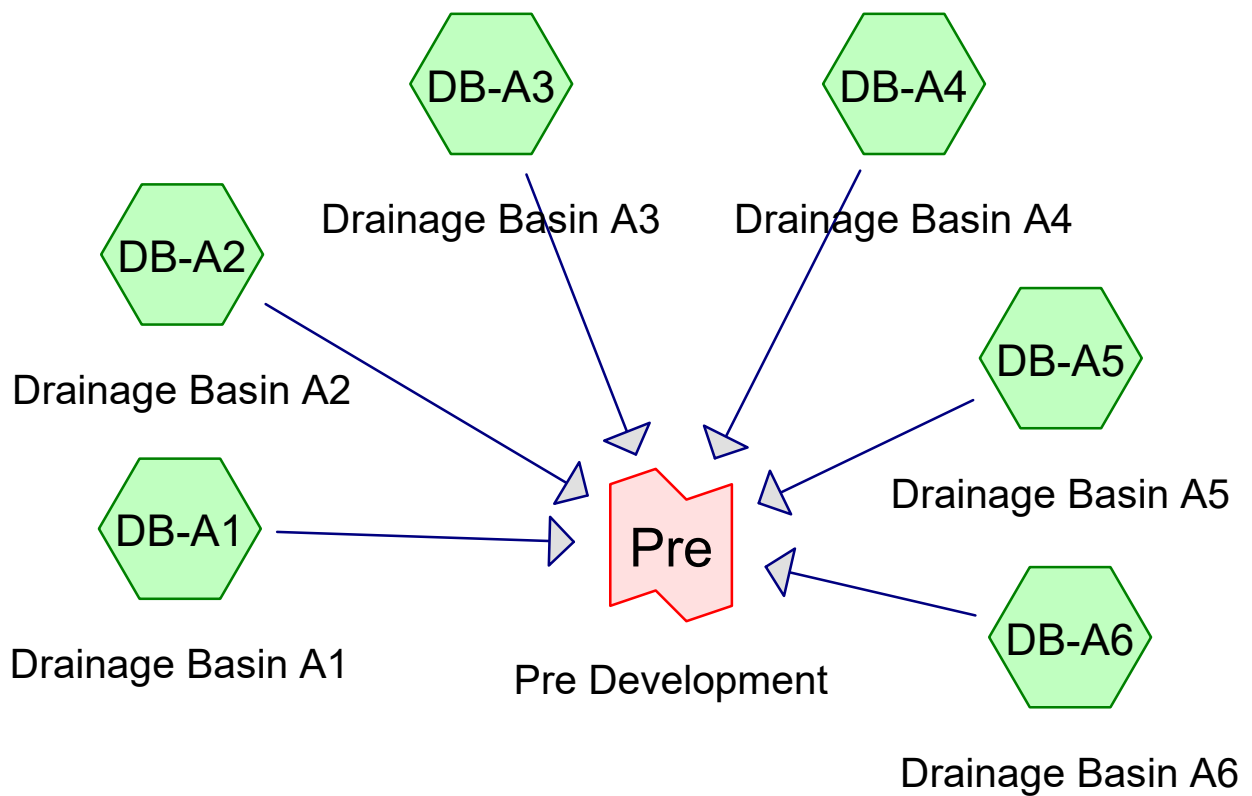 DB-A3
DB-A4
Drainage Basin A3
Drainage Basin A4
DB-A2
DB-A5
Drainage Basin A2
Drainage Basin A5
DB-A1
Pre
DB-A6
Drainage Basin A1
Pre Development
Drainage Basin A6